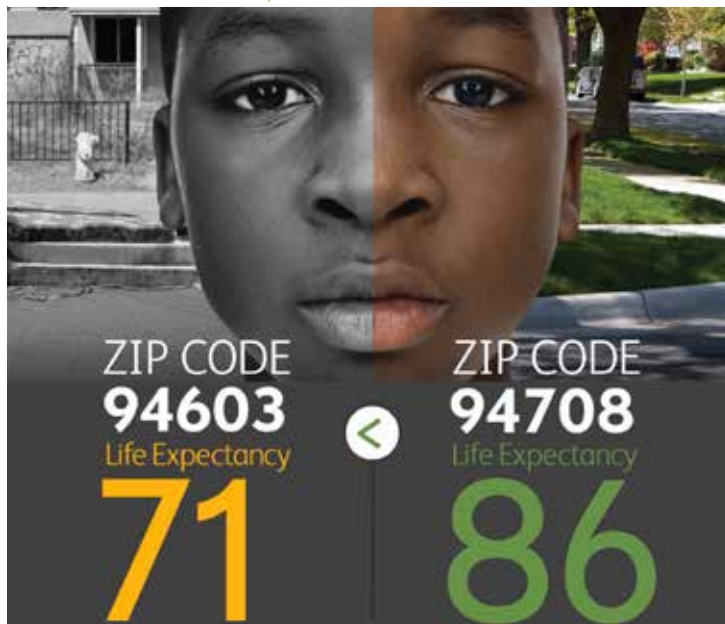 ZIP CODE
94603
Life Expectancy
71
<
ZIP CODE
94708
Life Expectancy
86